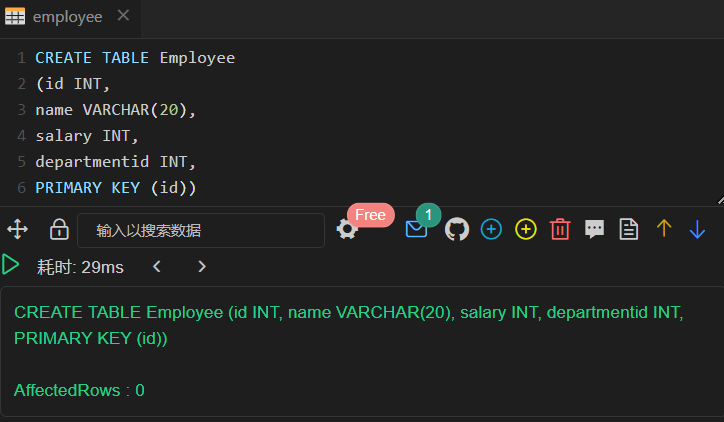 employee
1 CREATE TABLE Employee
2 (id INT,
3 name VARCHAR(20),
4 salary INT,
5 departmentid INT,
6 PRIMARY KEY (id))
输入以搜索数据
Free
1
耗时: 29ms
CREATE TABLE Employee (id INT, name VARCHAR(20), salary INT, departmentid INT,
PRIMARY KEY (id))
AffectedRows : 0